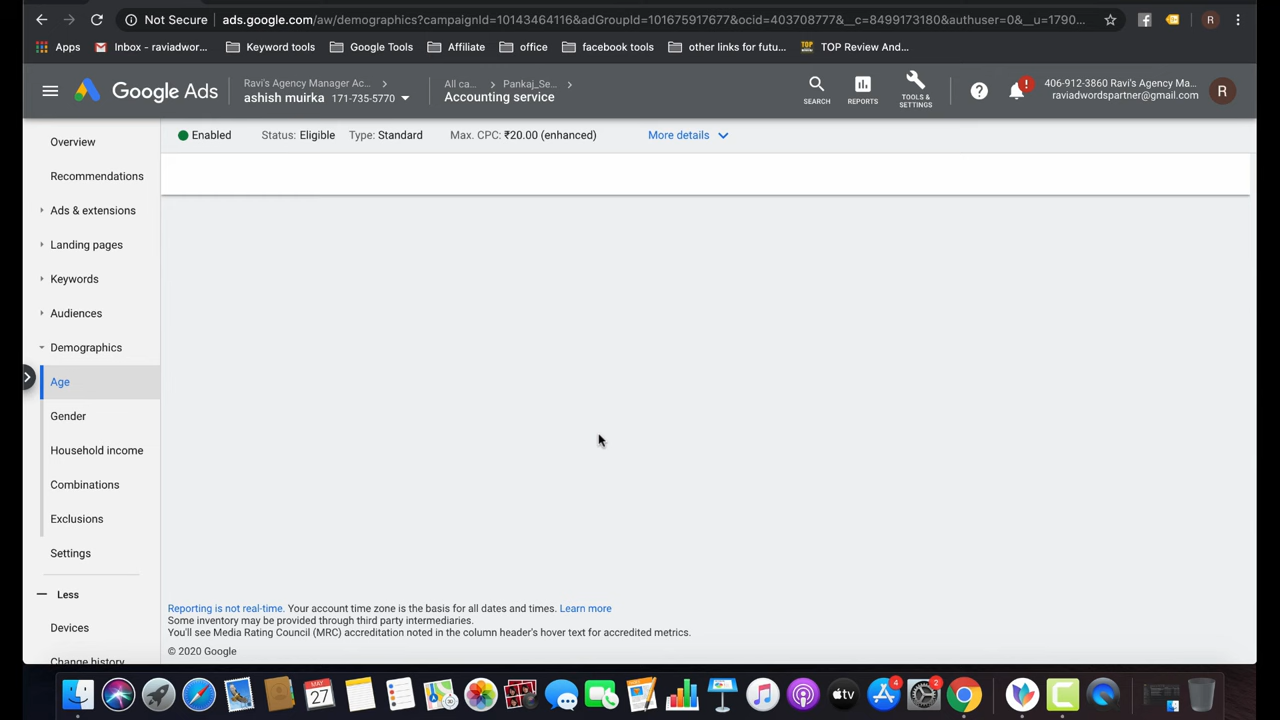 Not Secure
ads.google.com/aw/demographics?campaignId=10143464116&adGroupId=101675917677&ocid=403708777&__c=8499173180&authuser=0&__u=1790...
R
Apps
Inbox - raviadwor...
Keyword tools
Google Tools
Affiliate
office
facebook tools
other links for futu...
TOP Review And...
Google Ads
Ravi's Agency Manager Ac...
ashish muirka 171-735-5770
All ca...
Pankaj_Se...
Accounting service
SEARCH
REPORTS
TOOLS &
SETTINGS
406-912-3860 Ravi's Agency Ma...
raviadwordspartner@gmail.com
R
Enabled Status: Eligible Type: Standard Max. CPC: ₹20.00 (enhanced) More details
Overview
Recommendations
Ads & extensions
Landing pages
Keywords
Audiences
Demographics
Age
Gender
Household income
Combinations
Exclusions
Settings
Less
Devices
Change history
Reporting is not real-time. Your account time zone is the basis for all dates and times. Learn more
Some inventory may be provided through third party intermediaries.
You'll see Media Rating Council (MRC) accreditation noted in the column header's hover text for accredited metrics.
© 2020 Google
MAY
27
tv
4
2